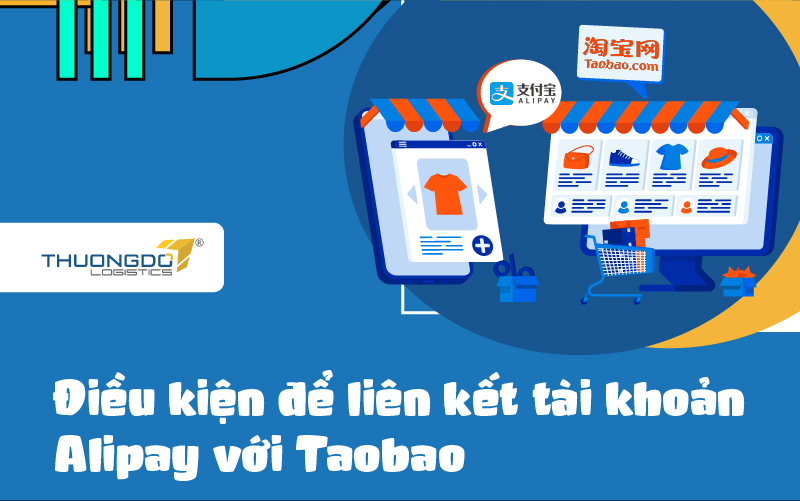 淘宝网
Taobao.com
支 支付宝
ALIPAY
THUONGDO ®
LOGISTICS
Điều kiện để liên kết tài khoản
Alipay với Taobao